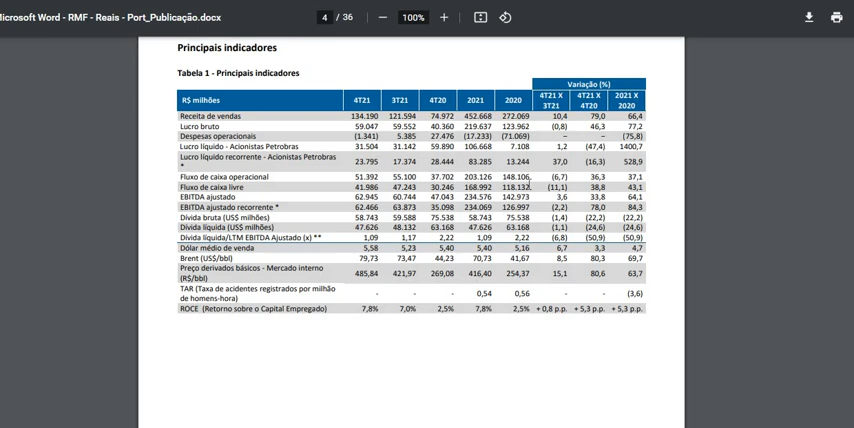 Microsoft Word - RMF - Reais - Port_Publicação.docx
4 / 36
100%
Principais indicadores
Tabela 1 - Principais indicadores
Variação (%)
R$ milhões 4T21 3T21 4T20 2021 2020 4T21 X 3T21 4T21 X 4T20 2021 X 2020
Receita de vendas 134.190 121.594 74.972 452.668 272.069 10,4 79,0 66,4
Lucro bruto 59.047 59.552 40.360 219.637 123.962 (0,8) 46,3 77,2
Despesas operacionais (1.341) 5.385 27.476 (17.233) (71.069) – – (75,8)
Lucro líquido - Acionistas Petrobras 31.504 31.142 59.890 106.668 7.108 1,2 (47,4) 1400,7
Lucro líquido recorrente - Acionistas Petrobras
* 23.795 17.374 28.444 83.285 13.244 37,0 (16,3) 528,9
Fluxo de caixa operacional 51.392 55.100 37.702 203.126 148.106 (6,7) 36,3 37,1
Fluxo de caixa livre 41.986 47.243 30.246 168.992 118.132 (11,1) 38,8 43,1
EBITDA ajustado 62.945 60.744 47.043 234.576 142.973 3,6 33,8 64,1
EBITDA ajustado recorrente * 62.466 63.873 35.098 234.069 126.997 (2,2) 78,0 84,3
Dívida bruta (US$ milhões) 58.743 59.588 75.538 58.743 75.538 (1,4) (22,2) (22,2)
Dívida líquida (US$ milhões) 47.626 48.132 63.168 47.626 63.168 (1,1) (24,6) (24,6)
Dívida líquida/LTM EBITDA Ajustado (x) ** 1,09 1,17 2,22 1,09 2,22 (6,8) (50,9) (50,9)
Dólar médio de venda 5,58 5,23 5,40 5,40 5,16 6,7 3,3 4,7
Brent (US$/bbl) 79,73 73,47 44,23 70,73 41,67 8,5 80,3 69,7
Preço derivados básicos - Mercado interno
(R$/bbl) 485,84 421,97 269,08 416,40 254,37 15,1 80,6 63,7
TAR (Taxa de acidentes registrados por milhão
de homens-hora) - - - 0,54 0,56 - - (3,6)
ROCE (Retorno sobre o Capital Empregado) 7,8% 7,0% 2,5% 7,8% 2,5% + 0,8 p.p. + 5,3 p.p. + 5,3 p.p.